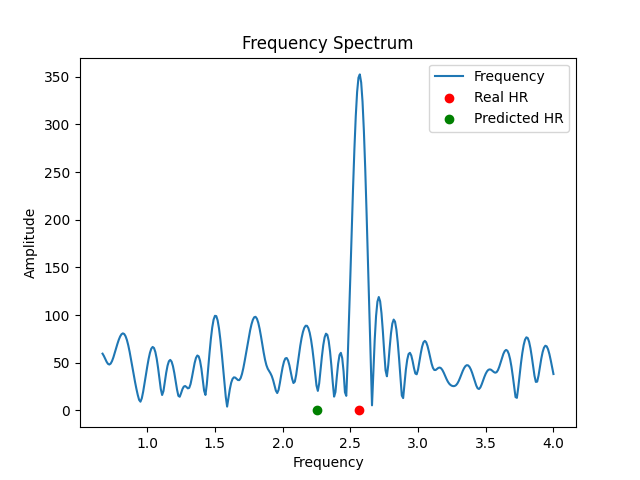 Frequency Spectrum
Frequency
Real HR
Predicted HR
Amplitude
350
300
250
200
150
100
50
0
1.0 1.5 2.0 2.5 3.0 3.5 4.0
Frequency